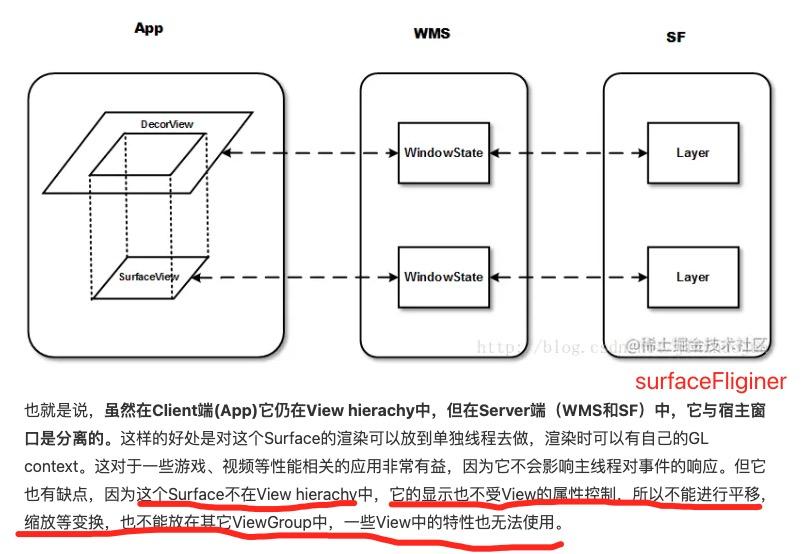 App
WMS
SF
DecorView
WindowState
Layer
SurfaceView
WindowState
Layer
@稀土掘金技术社区
surfaceFliginer
也就是说，虽然在Client端(App)它仍在View hierachy中，但在Server端（WMS和SF）中，它与宿主窗
口是分离的。这样的好处是对这个Surface的渲染可以放到单独线程去做，渲染时可以有自己的GL
context。这对于一些游戏、视频等性能相关的应用非常有益，因为它不会影响主线程对事件的响应。但它
也有缺点，因为这个Surface不在View hierachy中，它的显示也不受View的属性控制，所以不能进行平移，
缩放等变换，也不能放在其它ViewGroup中，一些View中的特性也无法使用。